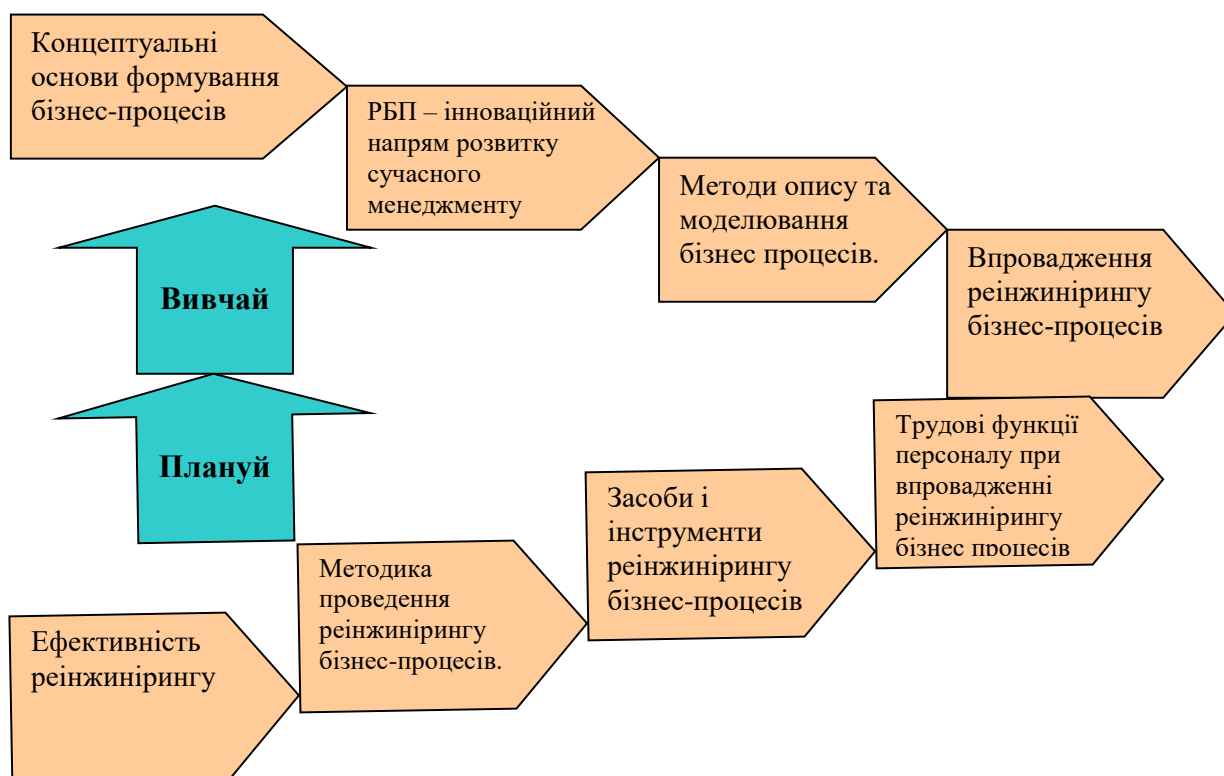 Концептуальні
основи формування
бізнес-процесів
РБП – інноваційний
напрям розвитку
сучасного
менеджменту
Методи опису та
моделювання
бізнес процесів.
Впровадження
реінжинірингу
бізнес-процесів
Вивчай
Плануй
Трудові функції
персоналу при
впровадженні
реінжинірингу
бізнес процесів
Засоби і
інструменти
реінжинірингу
бізнес-процесів
Методика
проведення
реінжинірингу
бізнес-процесів.
Ефективність
реінжинірингу